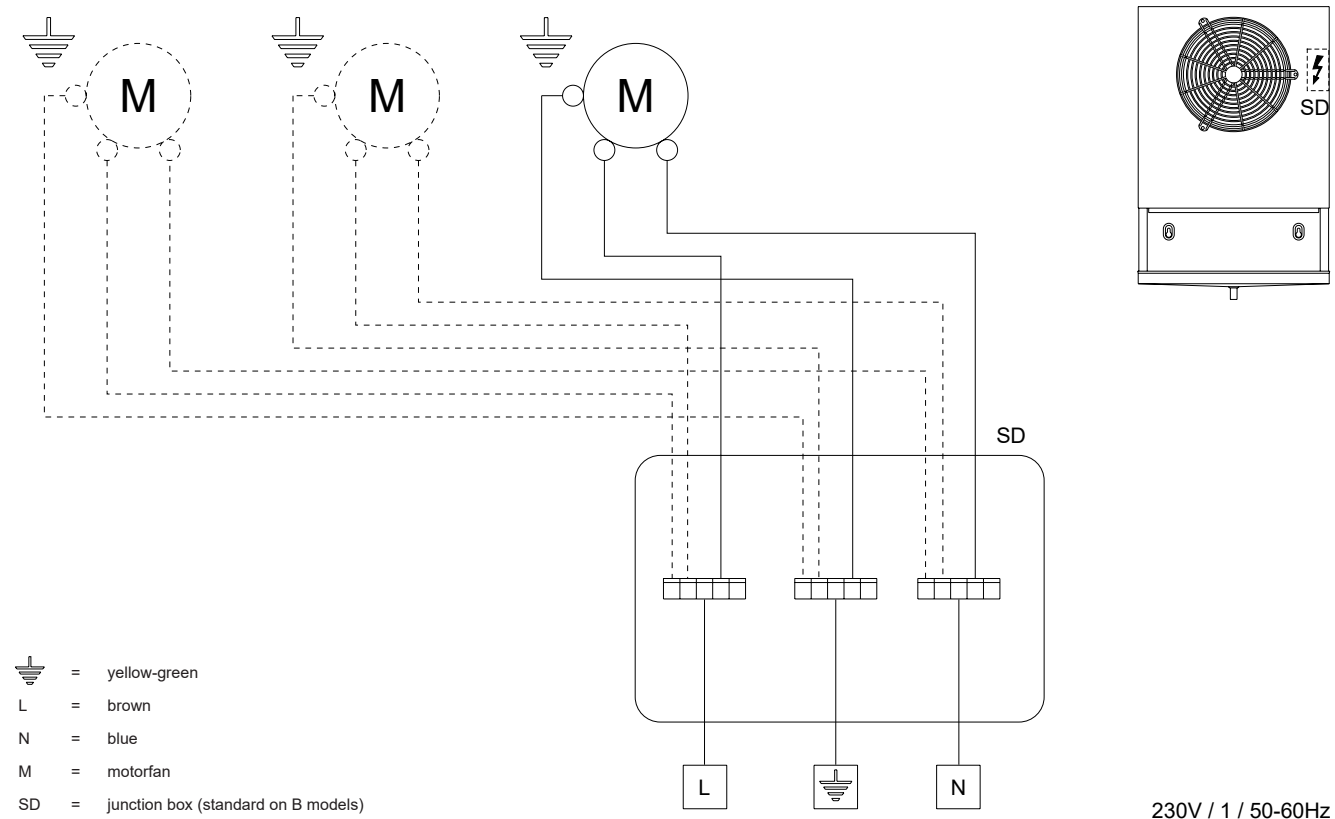 M M M
SD
SD
= yellow-green
L = brown
N = blue
M = motorfan
SD = junction box (standard on B models)
L N
230V / 1 / 50-60Hz